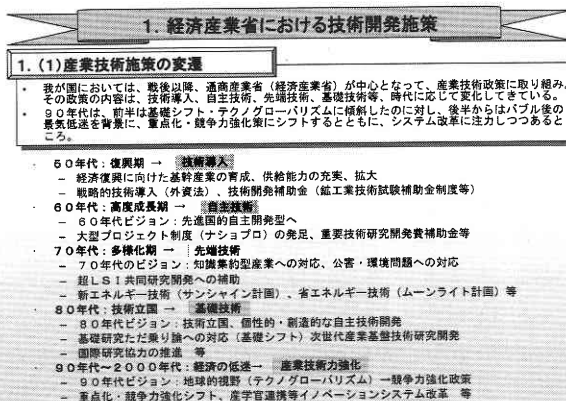 1. 経済産業省における技術開発施策
1. (1)産業技術施策の変遷
・ 我が国においては、戦後以降、通商産業省（経済産業省）が中心となって、産業技術政策に取り組み。
その政策の内容は、技術導入、自主技術、先端技術、基礎技術等、時代に応じて変化してきている。
・ ９０年代は、前半は基礎シフト・テクノグローバリズムに傾斜したのに対し、後半からはバブル後の
景気低迷を背景に、重点化・競争力強化策にシフトするとともに、システム改革に注力しつつあると
ころ。
・ ５０年代：復興期 → 技術導入
－ 経済復興に向けた基幹産業の育成、供給能力の充実、拡大
－ 戦略的技術導入（外資法）、技術開発補助金（鉱工業技術試験補助金制度等）
・ ６０年代：高度成長期 → 自主技術
－ ６０年代ビジョン：先進国的自主開発型へ
－ 大型プロジェクト制度（ナショプロ）の発足、重要技術研究開発費補助金等
・ ７０年代：多様化期 → 先端技術
－ ７０年代のビジョン：知識集約型産業への対応、公害・環境問題への対応
－ 超ＬＳＩ共同研究開発への補助
－ 新エネルギー技術（サンシャイン計画）、省エネルギー技術（ムーンライト計画）等
・ ８０年代：技術立国 → 基礎技術
－ ８０年代ビジョン：技術立国、個性的・創造的な自主技術開発
－ 基礎研究ただ乗り論への対応（基礎シフト）次世代産業基盤技術研究開発
－ 国際研究協力の推進 等
・ ９０年代～２０００年代：経済の低迷→ 産業技術力強化
－ ９０年代ビジョン：地球的視野（テクノグローバリズム）→競争力強化政策
－ 重点化・競争力強化シフト、産学官連携等イノベーションシステム改革 等